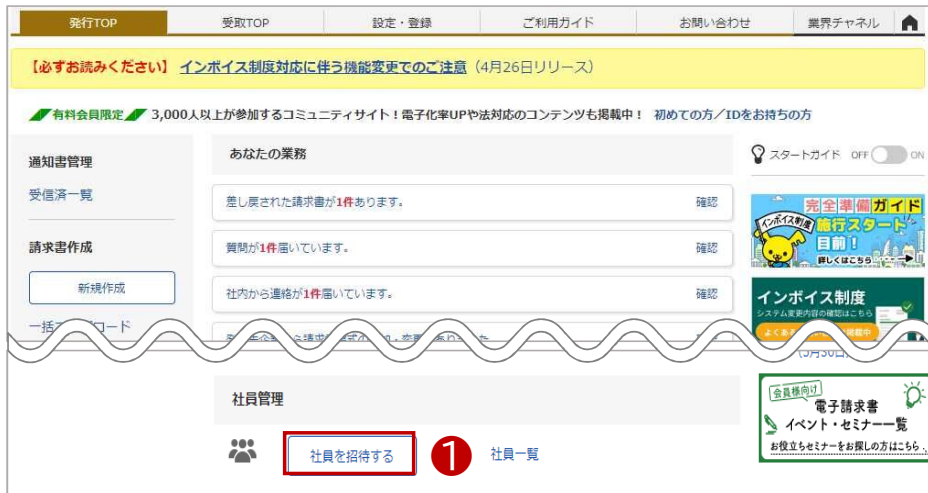 発行TOP 受取TOP 設定・登録 ご利用ガイド お問い合わせ 業界チャネル
【必ずお読みください】 インボイス制度対応に伴う機能変更でのご注意（4月26日リリース）
有料会員限定 3,000人以上が参加するコミュニティサイト！電子化率UPや法対応のコンテンツも掲載中！ 初めての方／IDをお持ちの方
通知書管理
受信済一覧
請求書作成
新規作成
あなたの業務
差し戻された請求書が1件あります。 確認
質問が1件届いています。 確認
社内から連絡が1件届いています。 確認
スタートガイド OFF ON
完全準備ガイド
インボイス制度
施行スタート
目前！
詳しくはこちら
インボイス制度
システム変更内容の確認はこちら
社員管理
社員を招待する 1 社員一覧
会員様向け
電子請求書
イベント・セミナー一覧
お役立ちセミナーをお探しの方はこちら